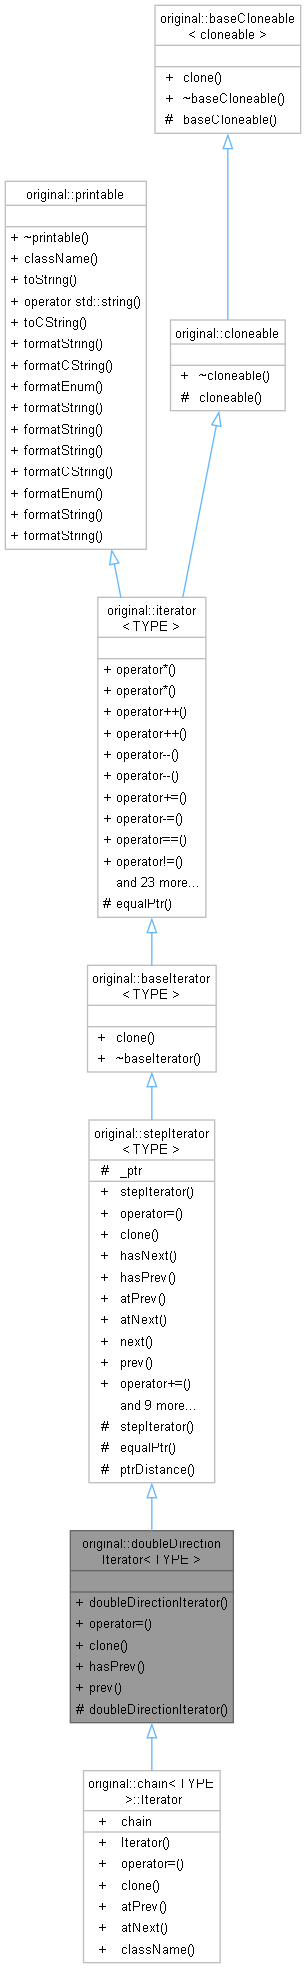 original::baseCloneable
< cloneable >
+ clone()
+ ~baseCloneable()
# baseCloneable()
original::printable
+ ~printable()
+ className()
+ toString()
+ operator std::string()
+ toCString()
+ formatString()
+ formatCString()
+ formatEnum()
+ formatString()
+ formatString()
+ formatString()
+ formatCString()
+ formatEnum()
+ formatString()
+ formatString()
original::cloneable
+ ~cloneable()
# cloneable()
original::iterator
< TYPE >
+ operator*()
+ operator*()
+ operator++()
+ operator++()
+ operator--()
+ operator--()
+ operator+=()
+ operator-=()
+ operator==()
+ operator!=()
and 23 more...
# equalPtr()
original::baseIterator
< TYPE >
+ clone()
+ ~baseIterator()
original::stepIterator
< TYPE >
# _ptr
+ stepIterator()
+ operator=()
+ clone()
+ hasNext()
+ hasPrev()
+ atPrev()
+ atNext()
+ next()
+ prev()
+ operator+=()
and 9 more...
# stepIterator()
# equalPtr()
# ptrDistance()
original::doubleDirection
Iterator< TYPE >
+ doubleDirectionIterator()
+ operator=()
+ clone()
+ hasPrev()
+ prev()
# doubleDirectionIterator()
original::chain< TYPE
>::Iterator
+ chain
+ Iterator()
+ operator=()
+ clone()
+ atPrev()
+ atNext()
+ className()